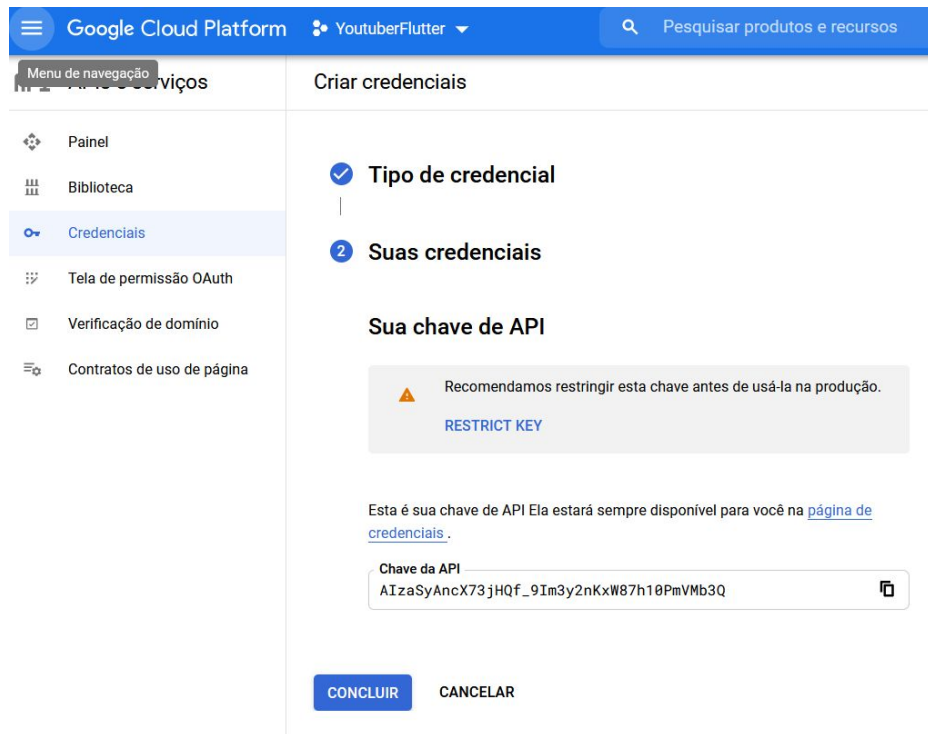 Google Cloud Platform
YoutuberFlutter
Pesquisar produtos e recursos
Menu de navegação
serviços
Criar credenciais
Painel
Biblioteca
Credenciais
Tela de permissão OAuth
Verificação de domínio
Contratos de uso de página
Tipo de credencial
2 Suas credenciais
Sua chave de API
Recomendamos restringir esta chave antes de usá-la na produção.
RESTRICT KEY
Esta é sua chave de API Ela estará sempre disponível para você na página de
credenciais .
Chave da API
AIzaSyAncX73jHQf_9Im3y2nKxW87h10PmVMb3Q
CONCLUIR
CANCELAR